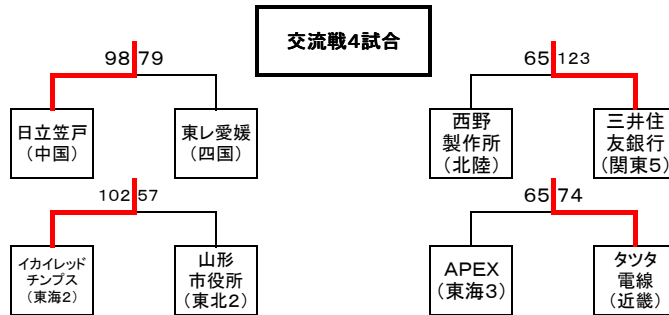 交流戦4試合
98 79
65 123
日立笠戸
(中国)
東レ愛媛
(四国)
西野
製作所
(北陸)
三井住
友銀行
(関東5)
102 57
65 74
イカイレッド
チンプス
(東海2)
山形
市役所
(東北2)
APEX
(東海3)
タツタ
電線
(近畿)